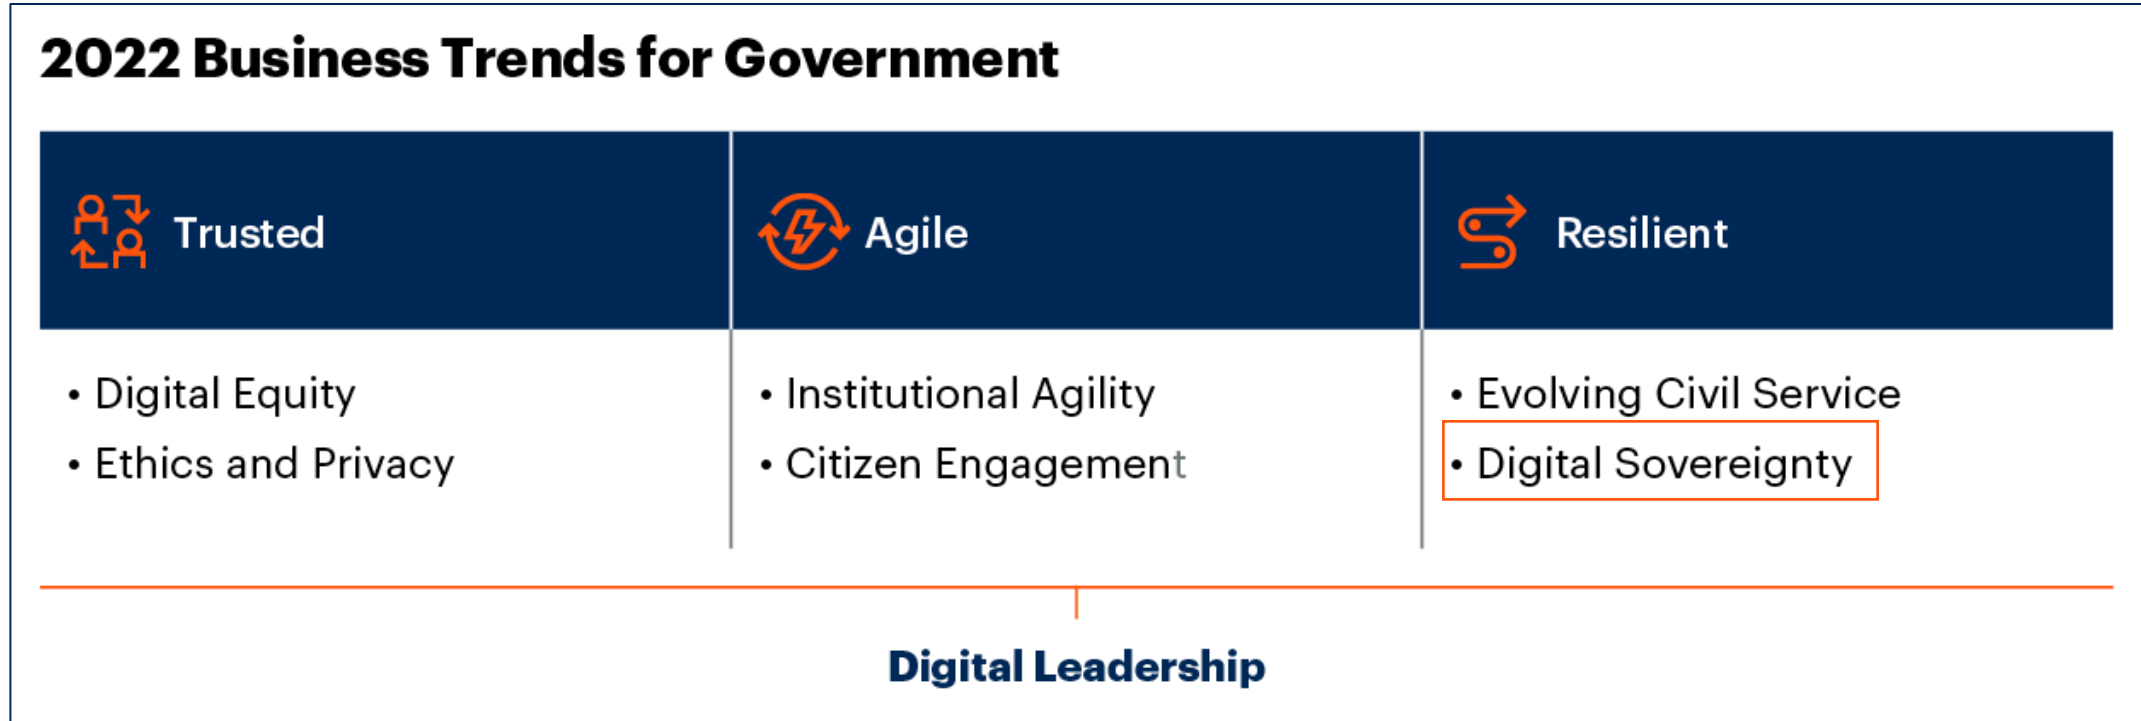 2022 Business Trends for Government
Trusted
• Digital Equity
• Ethics and Privacy
Agile
• Institutional Agility
• Citizen Engagement
Resilient
• Evolving Civil Service
• Digital Sovereignty
Digital Leadership